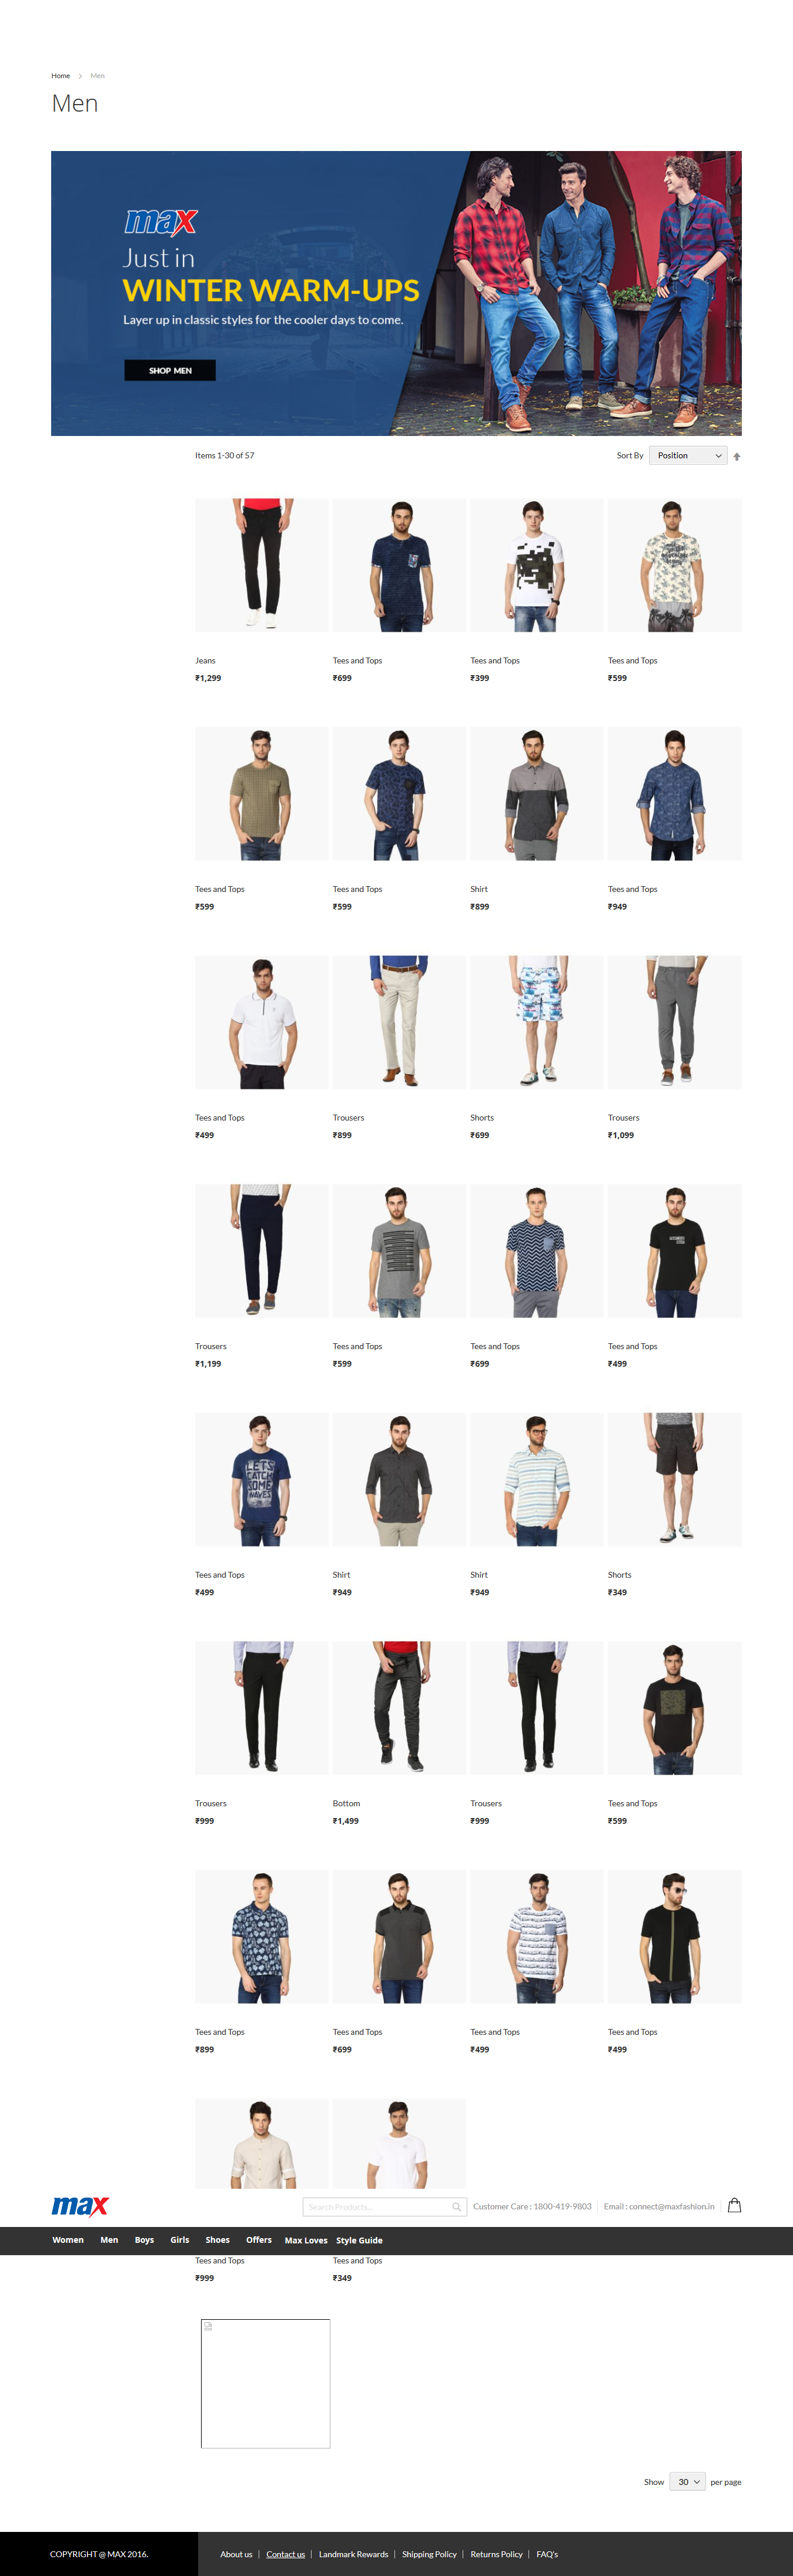 Home > Men
Men
max
Just in
WINTER WARM-UPS
Layer up in classic styles for the cooler days to come.
SHOP MEN
Items 1-30 of 57
Sort By Position
Jeans
₹1,299
Tees and Tops
₹699
Tees and Tops
₹399
Tees and Tops
₹599
Tees and Tops
₹599
Tees and Tops
₹599
Shirt
₹899
Tees and Tops
₹949
Tees and Tops
₹499
Trousers
₹899
Shorts
₹699
Trousers
₹1,099
Trousers
₹1,199
Tees and Tops
₹599
Tees and Tops
₹699
Tees and Tops
₹499
LETS
CATCH
SOME
WAVES
Tees and Tops
₹499
Shirt
₹949
Shirt
₹949
Shorts
₹349
Trousers
₹999
Bottom
₹1,499
Trousers
₹999
Tees and Tops
₹599
Tees and Tops
₹899
Tees and Tops
₹699
Tees and Tops
₹499
Tees and Tops
₹499
max
Search Products...
Customer Care : 1800-419-9803
Email : connect@maxfashion.in
Women Men Boys Girls Shoes Offers Max Loves Style Guide
Tees and Tops
₹999
Tees and Tops
₹349
Show 30 per page
COPYRIGHT @ MAX 2016.
About us | Contact us | Landmark Rewards | Shipping Policy | Returns Policy | FAQ's